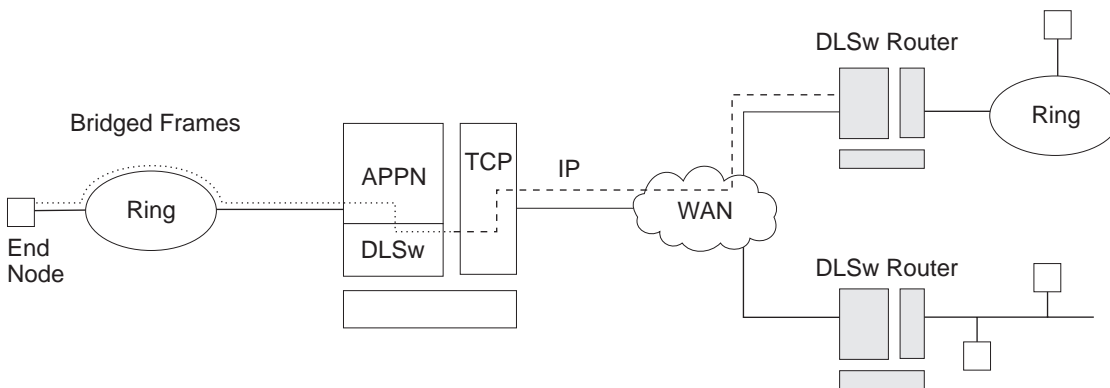 DLSw Router
Bridged Frames
Ring
TCP
APPN
IP
Ring
WAN
End
Node
DLSw
DLSw Router